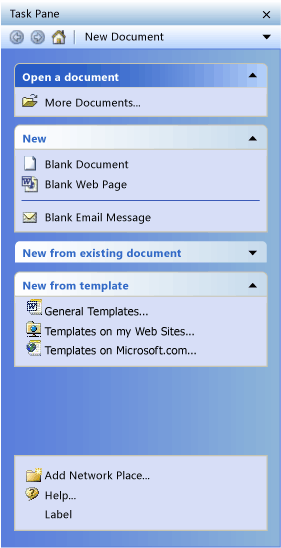 Task Pane
New Document
Open a document
More Documents...
New
Blank Document
Blank Web Page
Blank Email Message
New from existing document
New from template
General Templates...
Templates on my Web Sites...
Templates on Microsoft.com...
Add Network Place...
Help...
Label